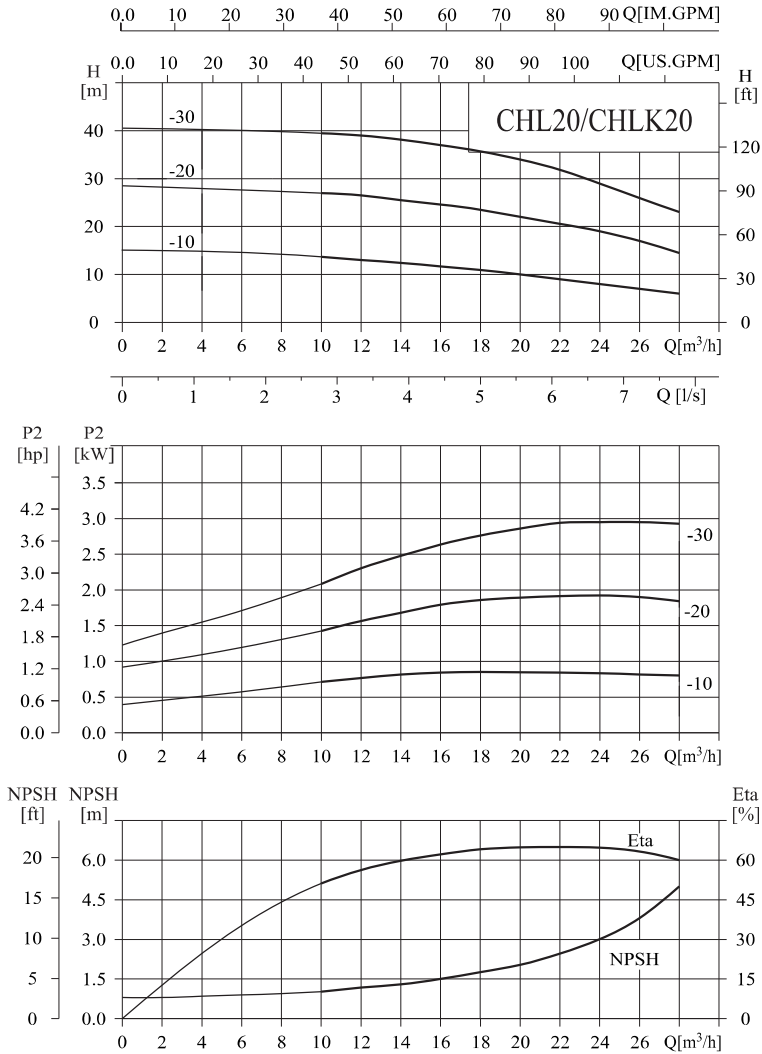 0.0 10 20 30 40 50 60 70 80 90 Q[IM.GPM]
0.0 10 20 30 40 50 60 70 80 90 100 Q[US.GPM]
H
[m]
H
[ft]
CHL20/CHLK20
-30
40
120
-20
30
90
20
60
-10
10
30
0
0
0 2 4 6 8 10 12 14 16 18 20 22 24 26 Q[m³/h]
0 1 2 3 4 5 6 7 Q [l/s]
P2
[hp]
P2
[kW]
3.5
4.2
3.0
3.6
-30
2.5
3.0
2.0
2.4
-20
1.5
1.8
1.0
1.2
-10
0.5
0.6
0.0
0.0
0 2 4 6 8 10 12 14 16 18 20 22 24 26 Q[m³/h]
NPSH
[ft]
NPSH
[m]
Eta
[%]
Eta
20
6.0
60
15
4.5
45
10
3.0
30
NPSH
5
1.5
15
0
0.0
0
0 2 4 6 8 10 12 14 16 18 20 22 24 26 Q[m³/h]